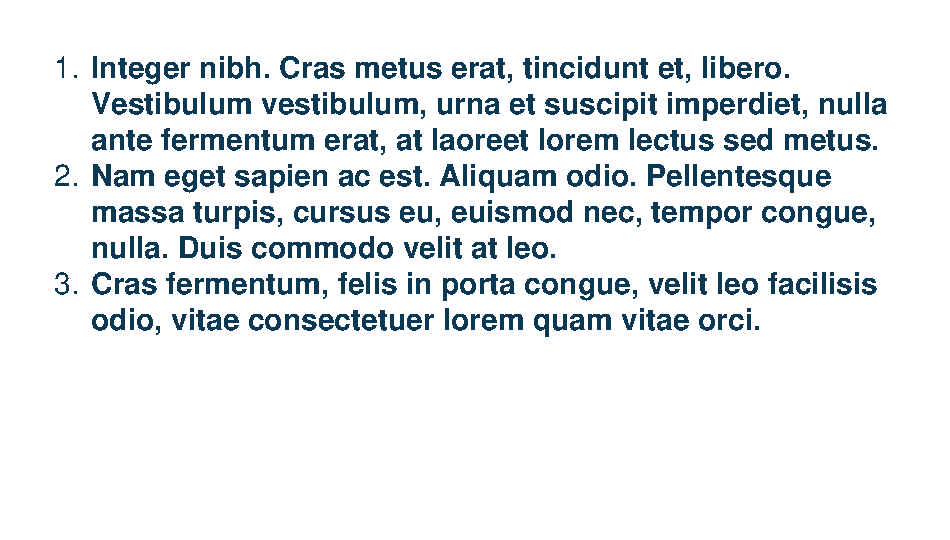 1. Integer nibh. Cras metus erat, tincidunt et, libero.
Vestibulum vestibulum, urna et suscipit imperdiet, nulla
ante fermentum erat, at laoreet lorem lectus sed metus.
2. Nam eget sapien ac est. Aliquam odio. Pellentesque
massa turpis, cursus eu, euismod nec, tempor congue,
nulla. Duis commodo velit at leo.
3. Cras fermentum, felis in porta congue, velit leo facilisis
odio, vitae consectetuer lorem quam vitae orci.